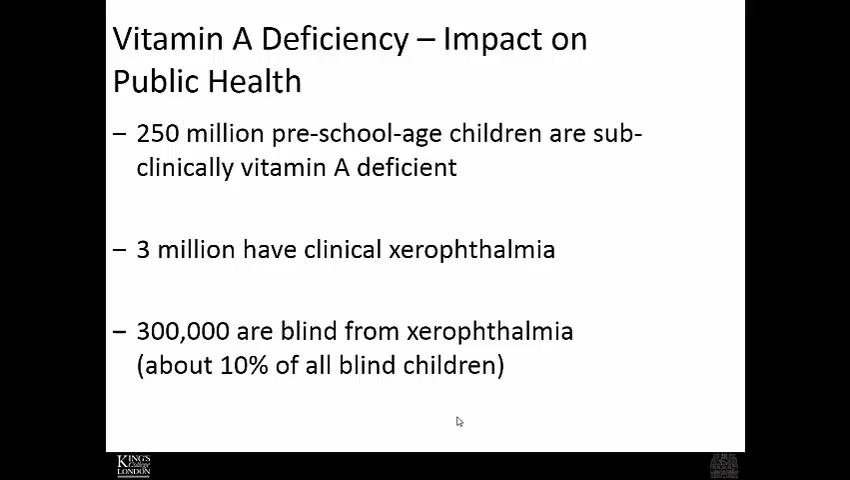 Vitamin A Deficiency – Impact on
Public Health
– 250 million pre-school-age children are sub-
clinically vitamin A deficient
– 3 million have clinical xerophthalmia
– 300,000 are blind from xerophthalmia
(about 10% of all blind children)
KING'S
College
LONDON